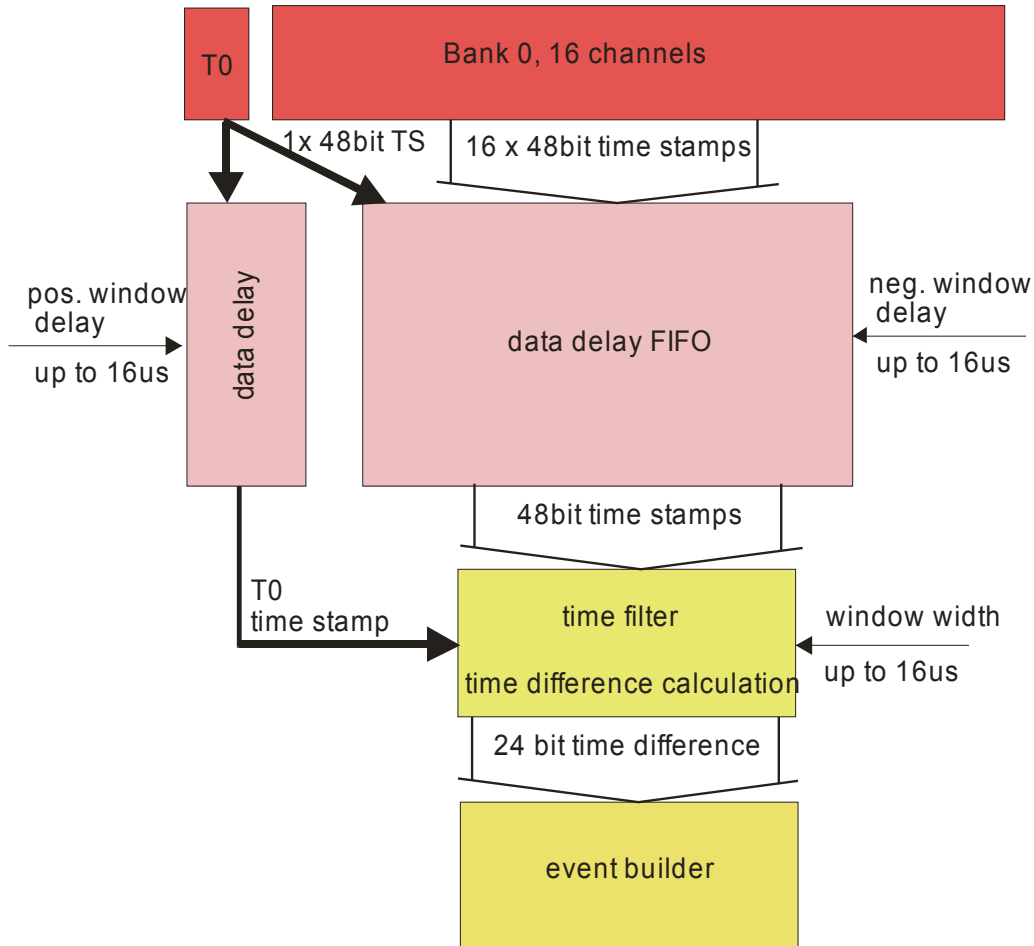 T0
Bank 0, 16 channels
1x 48bit TS
16 x 48bit time stamps
pos. window
delay
up to 16us
data delay
data delay FIFO
neg. window
delay
up to 16us
48bit time stamps
T0
time stamp
time filter
time difference calculation
window width
up to 16us
24 bit time difference
event builder